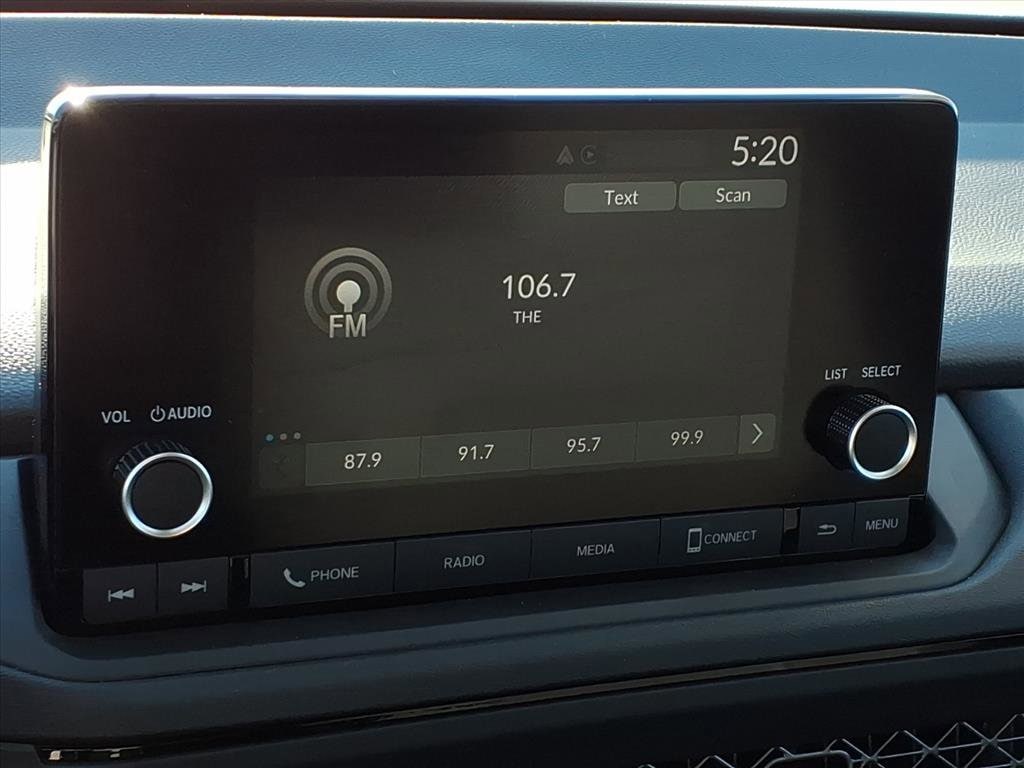 5:20
Text Scan
106.7
THE
FM
LIST SELECT
VOL AUDIO
87.9 91.7 95.7 99.9
PHONE RADIO MEDIA CONNECT MENU